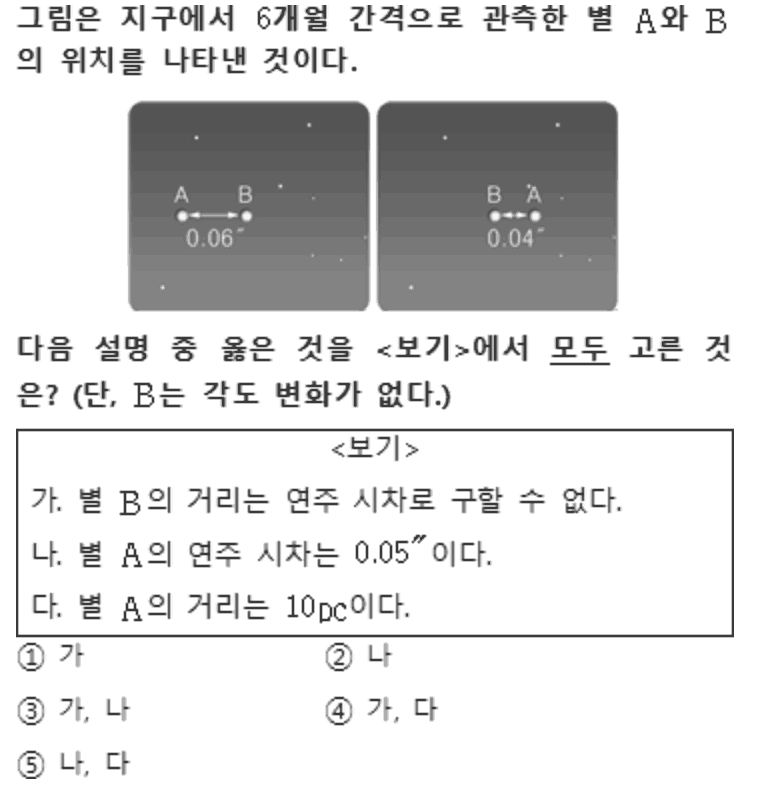 그림은 지구에서 6개월 간격으로 관측한 별 A와 B
의 위치를 나타낸 것이다.
A B
0.06″
B A
0.04″
다음 설명 중 옳은 것을 <보기>에서 모두 고른 것
은? (단, B는 각도 변화가 없다.)
<보기>
가. 별 B의 거리는 연주 시차로 구할 수 없다.
나. 별 A의 연주 시차는 0.05″이다.
다. 별 A의 거리는 10pc이다.
① 가 ② 나
③ 가, 나 ④ 가, 다
⑤ 나, 다